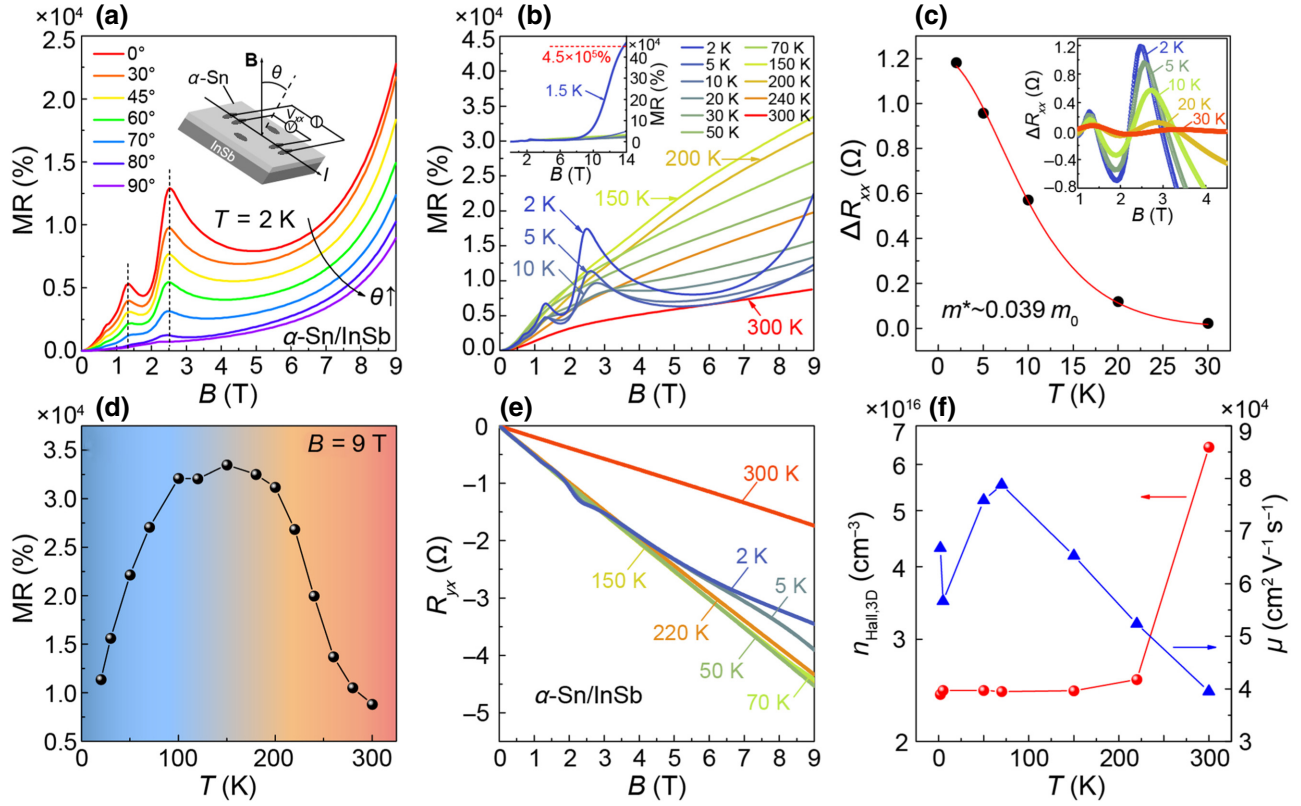 (a)
×10⁴
2.5
2.0
1.5
1.0
0.5
0.0
MR (%)
0°
30°
45°
60°
70°
80°
90°
α-Sn
B
θ
Vxx
V
I
InSb
I
T = 2 K
θ↑
α-Sn/InSb
0 1 2 3 4 5 6 7 8 9
B (T)
(b)
×10⁴
4.5
4.0
3.5
3.0
2.5
2.0
1.5
1.0
0.5
0.0
MR (%)
4.5×10⁵%
1.5 K
×10⁴
40
30
20
10
0
MR (%)
2 6 10 14
B (T)
2 K
5 K
10 K
20 K
30 K
50 K
70 K
150 K
200 K
240 K
300 K
200 K
150 K
2 K
5 K
10 K
300 K
0 1 2 3 4 5 6 7 8 9
B (T)
(c)
1.2
1.0
0.8
0.6
0.4
0.2
0.0
ΔRxx (Ω)
1.2
0.8
0.4
0.0
−0.4
−0.8
ΔRxx (Ω)
2 K
5 K
10 K
20 K
30 K
1 2 3 4
B (T)
m*~0.039 m₀
0 5 10 15 20 25 30
T (K)
(d)
×10⁴
3.5
3.0
2.5
2.0
1.5
1.0
0.5
MR (%)
B = 9 T
0 100 200 300
T (K)
(e)
0
−1
−2
−3
−4
−5
Ryx (Ω)
300 K
150 K
2 K
5 K
220 K
50 K
70 K
α-Sn/InSb
0 1 2 3 4 5 6 7 8 9
B (T)
(f)
×10¹⁶
7
6
5
4
3
2
nHall,3D (cm⁻³)
×10⁴
9
8
7
6
5
4
3
μ (cm² V⁻¹ s⁻¹)
0 50 100 150 200 250 300
T (K)